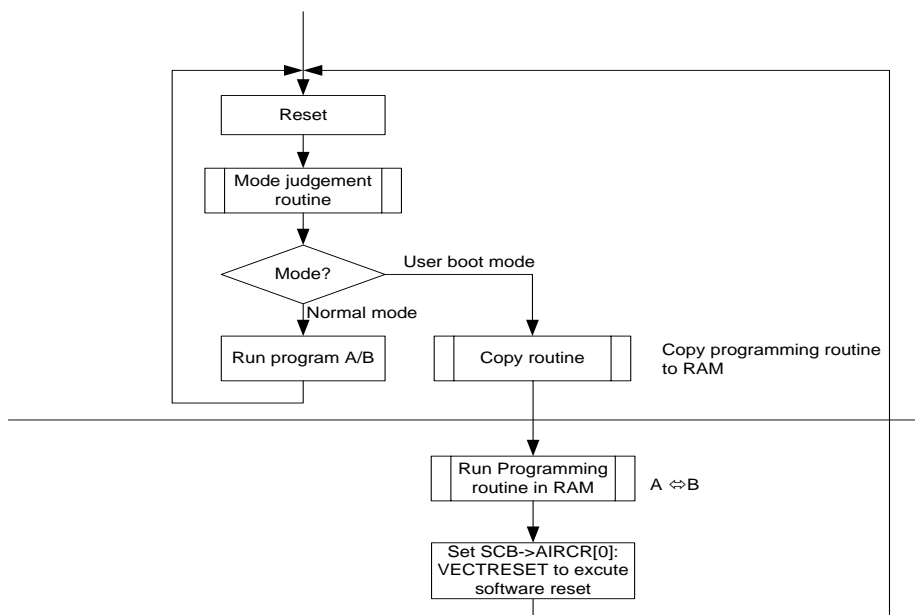 Reset
Mode judgement
routine
User boot mode
Mode?
Normal mode
Run program A/B
Copy routine
Copy programming routine
to RAM
Run Programming
routine in RAM
A ⇔B
Set SCB->AIRCR[0]:
VECTRESET to excute
software reset